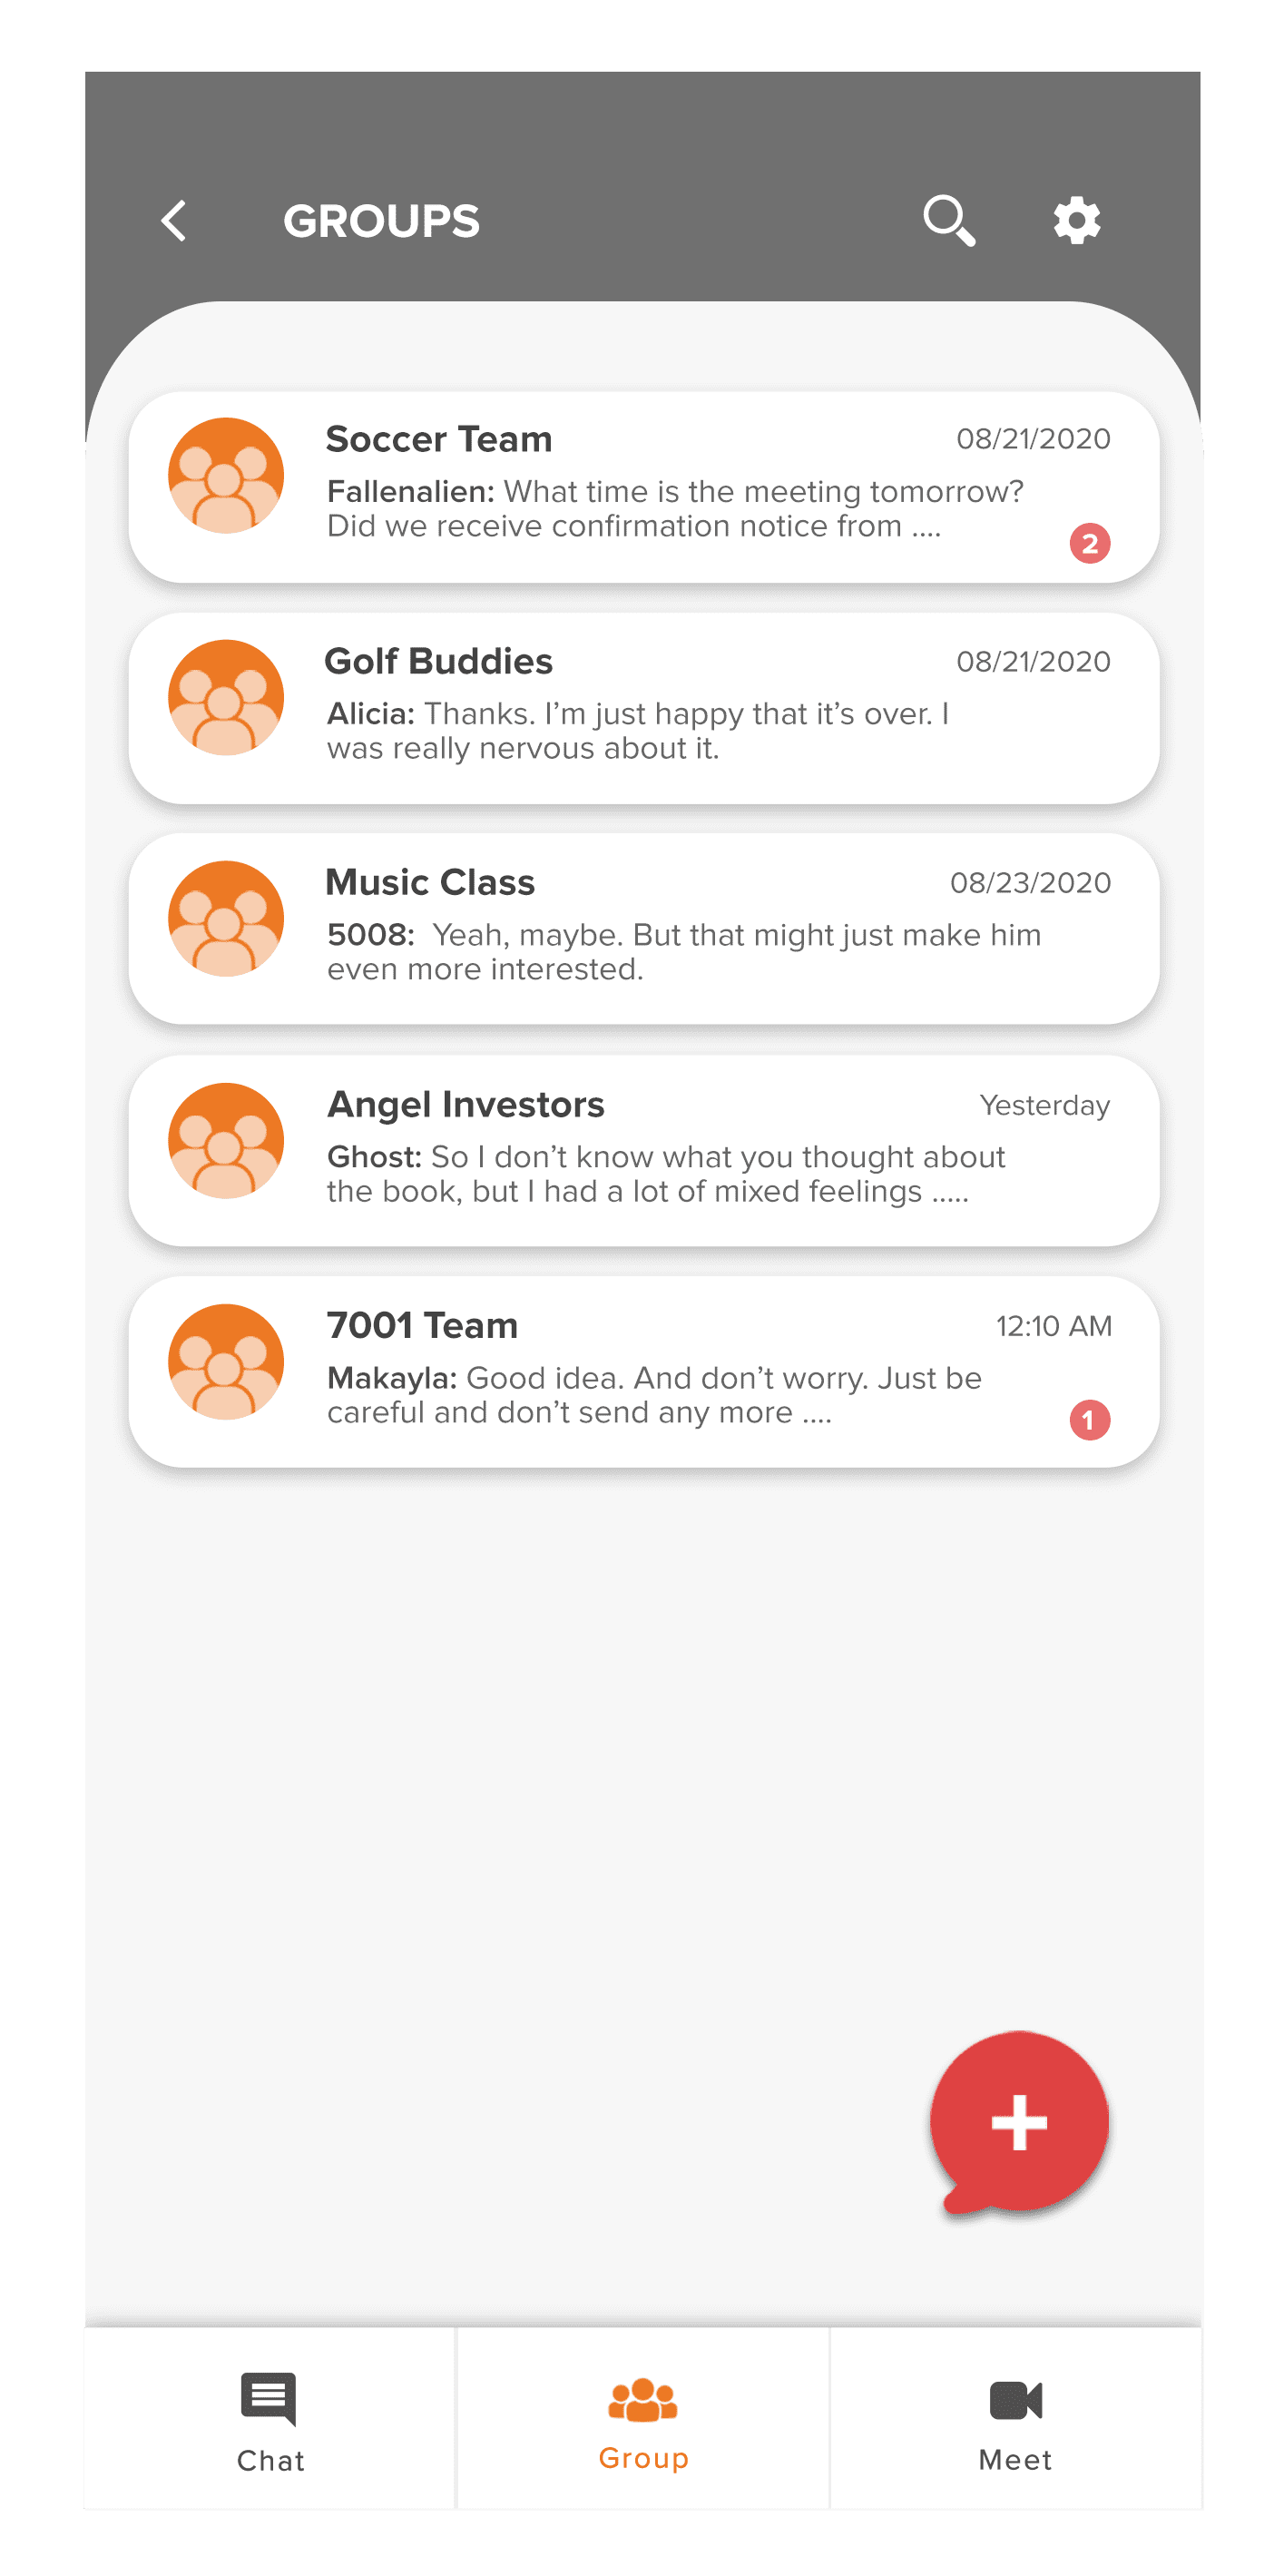 GROUPS
Soccer Team 08/21/2020
Fallenalien: What time is the meeting tomorrow?
Did we receive confirmation notice from ....
2
Golf Buddies 08/21/2020
Alicia: Thanks. I’m just happy that it’s over. I
was really nervous about it.
Music Class 08/23/2020
5008: Yeah, maybe. But that might just make him
even more interested.
Angel Investors Yesterday
Ghost: So I don’t know what you thought about
the book, but I had a lot of mixed feelings .....
7001 Team 12:10 AM
Makayla: Good idea. And don’t worry. Just be
careful and don’t send any more ....
1
Chat Group Meet